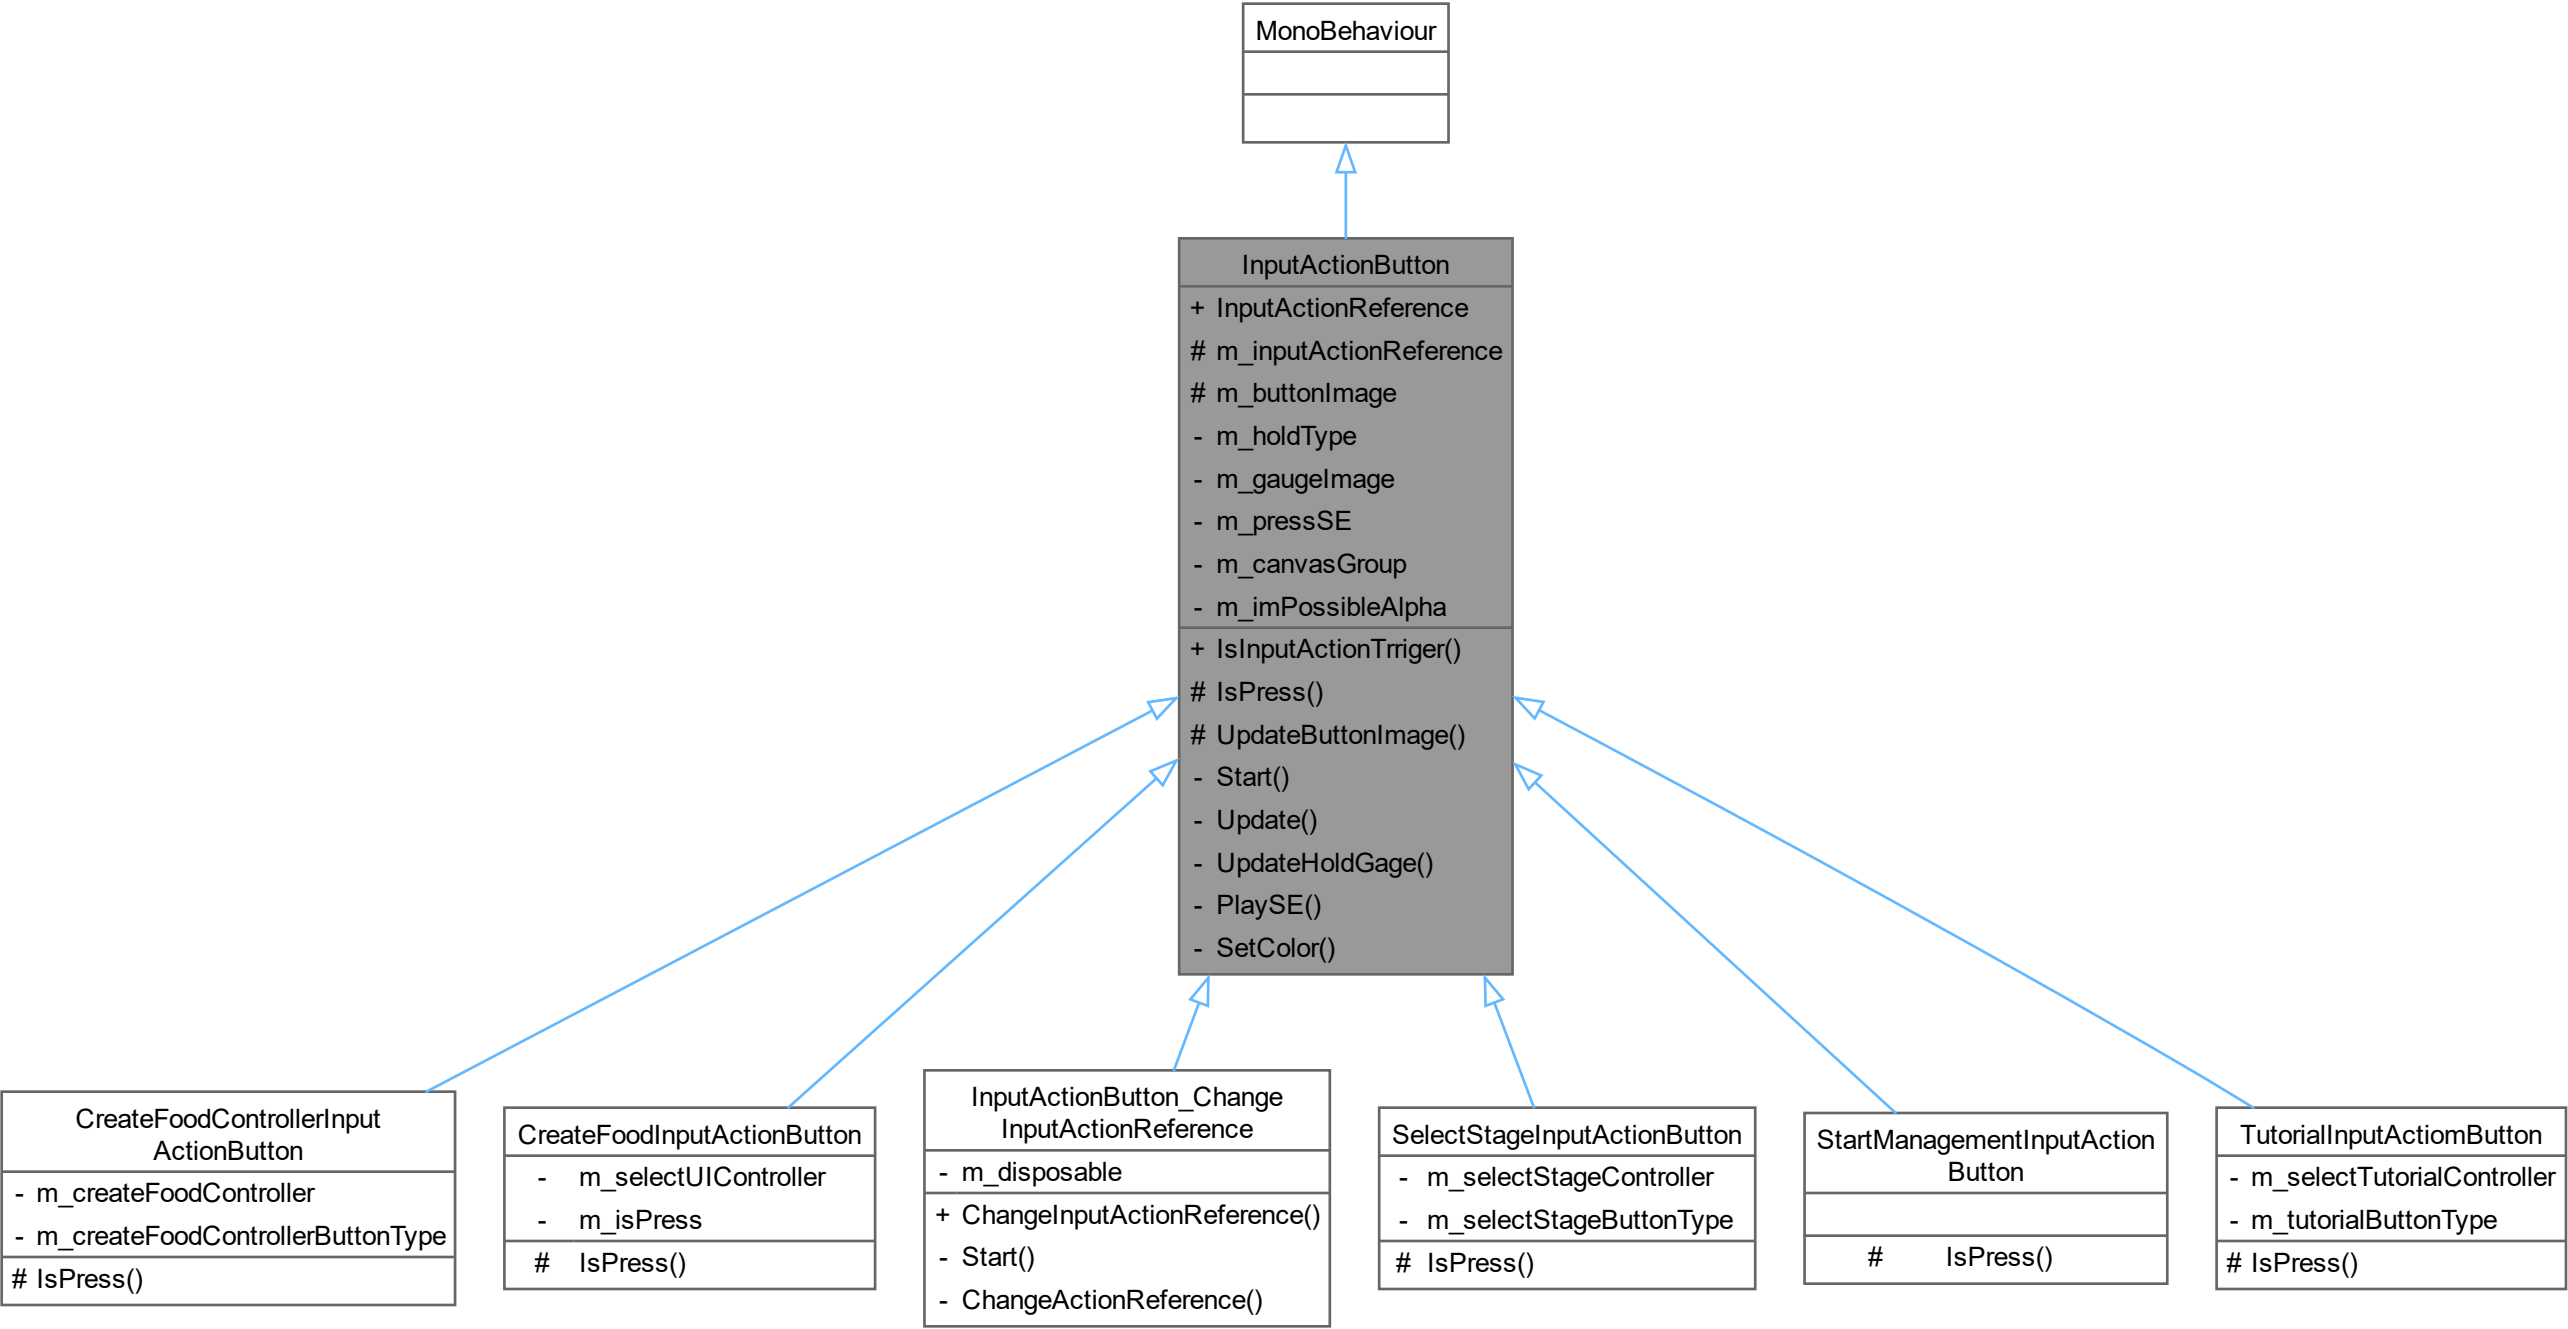 MonoBehaviour
InputActionButton
+ InputActionReference
# m_inputActionReference
# m_buttonImage
- m_holdType
- m_gaugeImage
- m_pressSE
- m_canvasGroup
- m_imPossibleAlpha
+ IsInputActionTrriger()
# IsPress()
# UpdateButtonImage()
- Start()
- Update()
- UpdateHoldGage()
- PlaySE()
- SetColor()
CreateFoodControllerInput
ActionButton
- m_createFoodController
- m_createFoodControllerButtonType
# IsPress()
CreateFoodInputActionButton
- m_selectUIController
- m_isPress
# IsPress()
InputActionButton_Change
InputActionReference
- m_disposable
+ ChangeInputActionReference()
- Start()
- ChangeActionReference()
SelectStageInputActionButton
- m_selectStageController
- m_selectStageButtonType
# IsPress()
StartManagementInputAction
Button
# IsPress()
TutorialInputActiomButton
- m_selectTutorialController
- m_tutorialButtonType
# IsPress()